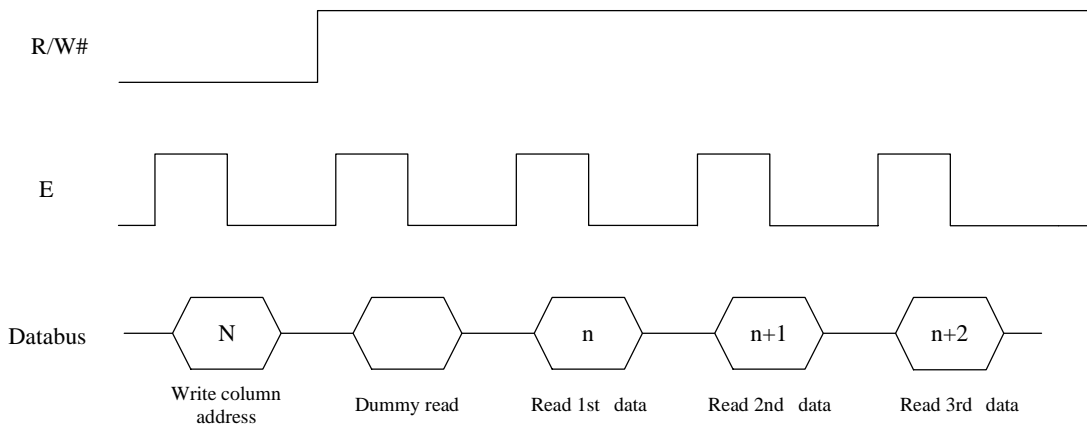 R/W#
E
Databus
N
n
n+1
n+2
Write column
address
Dummy read
Read 1st data
Read 2nd data
Read 3rd data